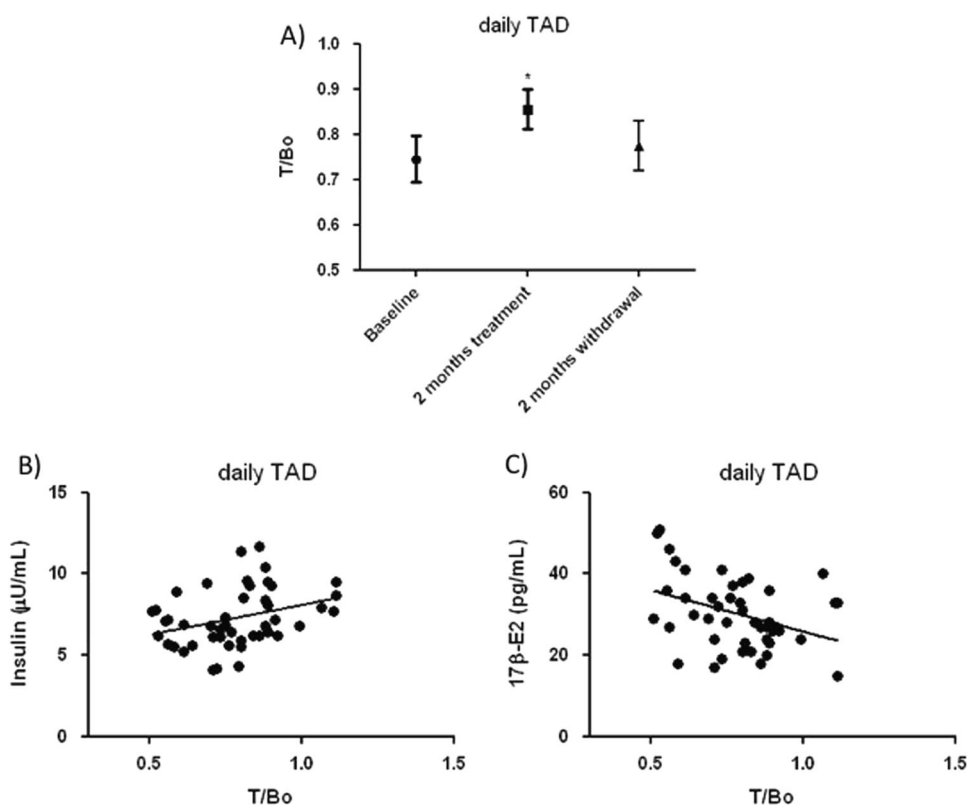 A) daily TAD
1.0
*
0.9
0.8
T/Bo
0.7
0.6
0.5
Baseline
2 months treatment
2 months withdrawal
B) daily TAD
15
10
5
0
Insulin (μU/mL)
0.5 1.0 1.5
T/Bo
C) daily TAD
60
40
20
0
17β-E2 (pg/mL)
0.5 1.0 1.5
T/Bo